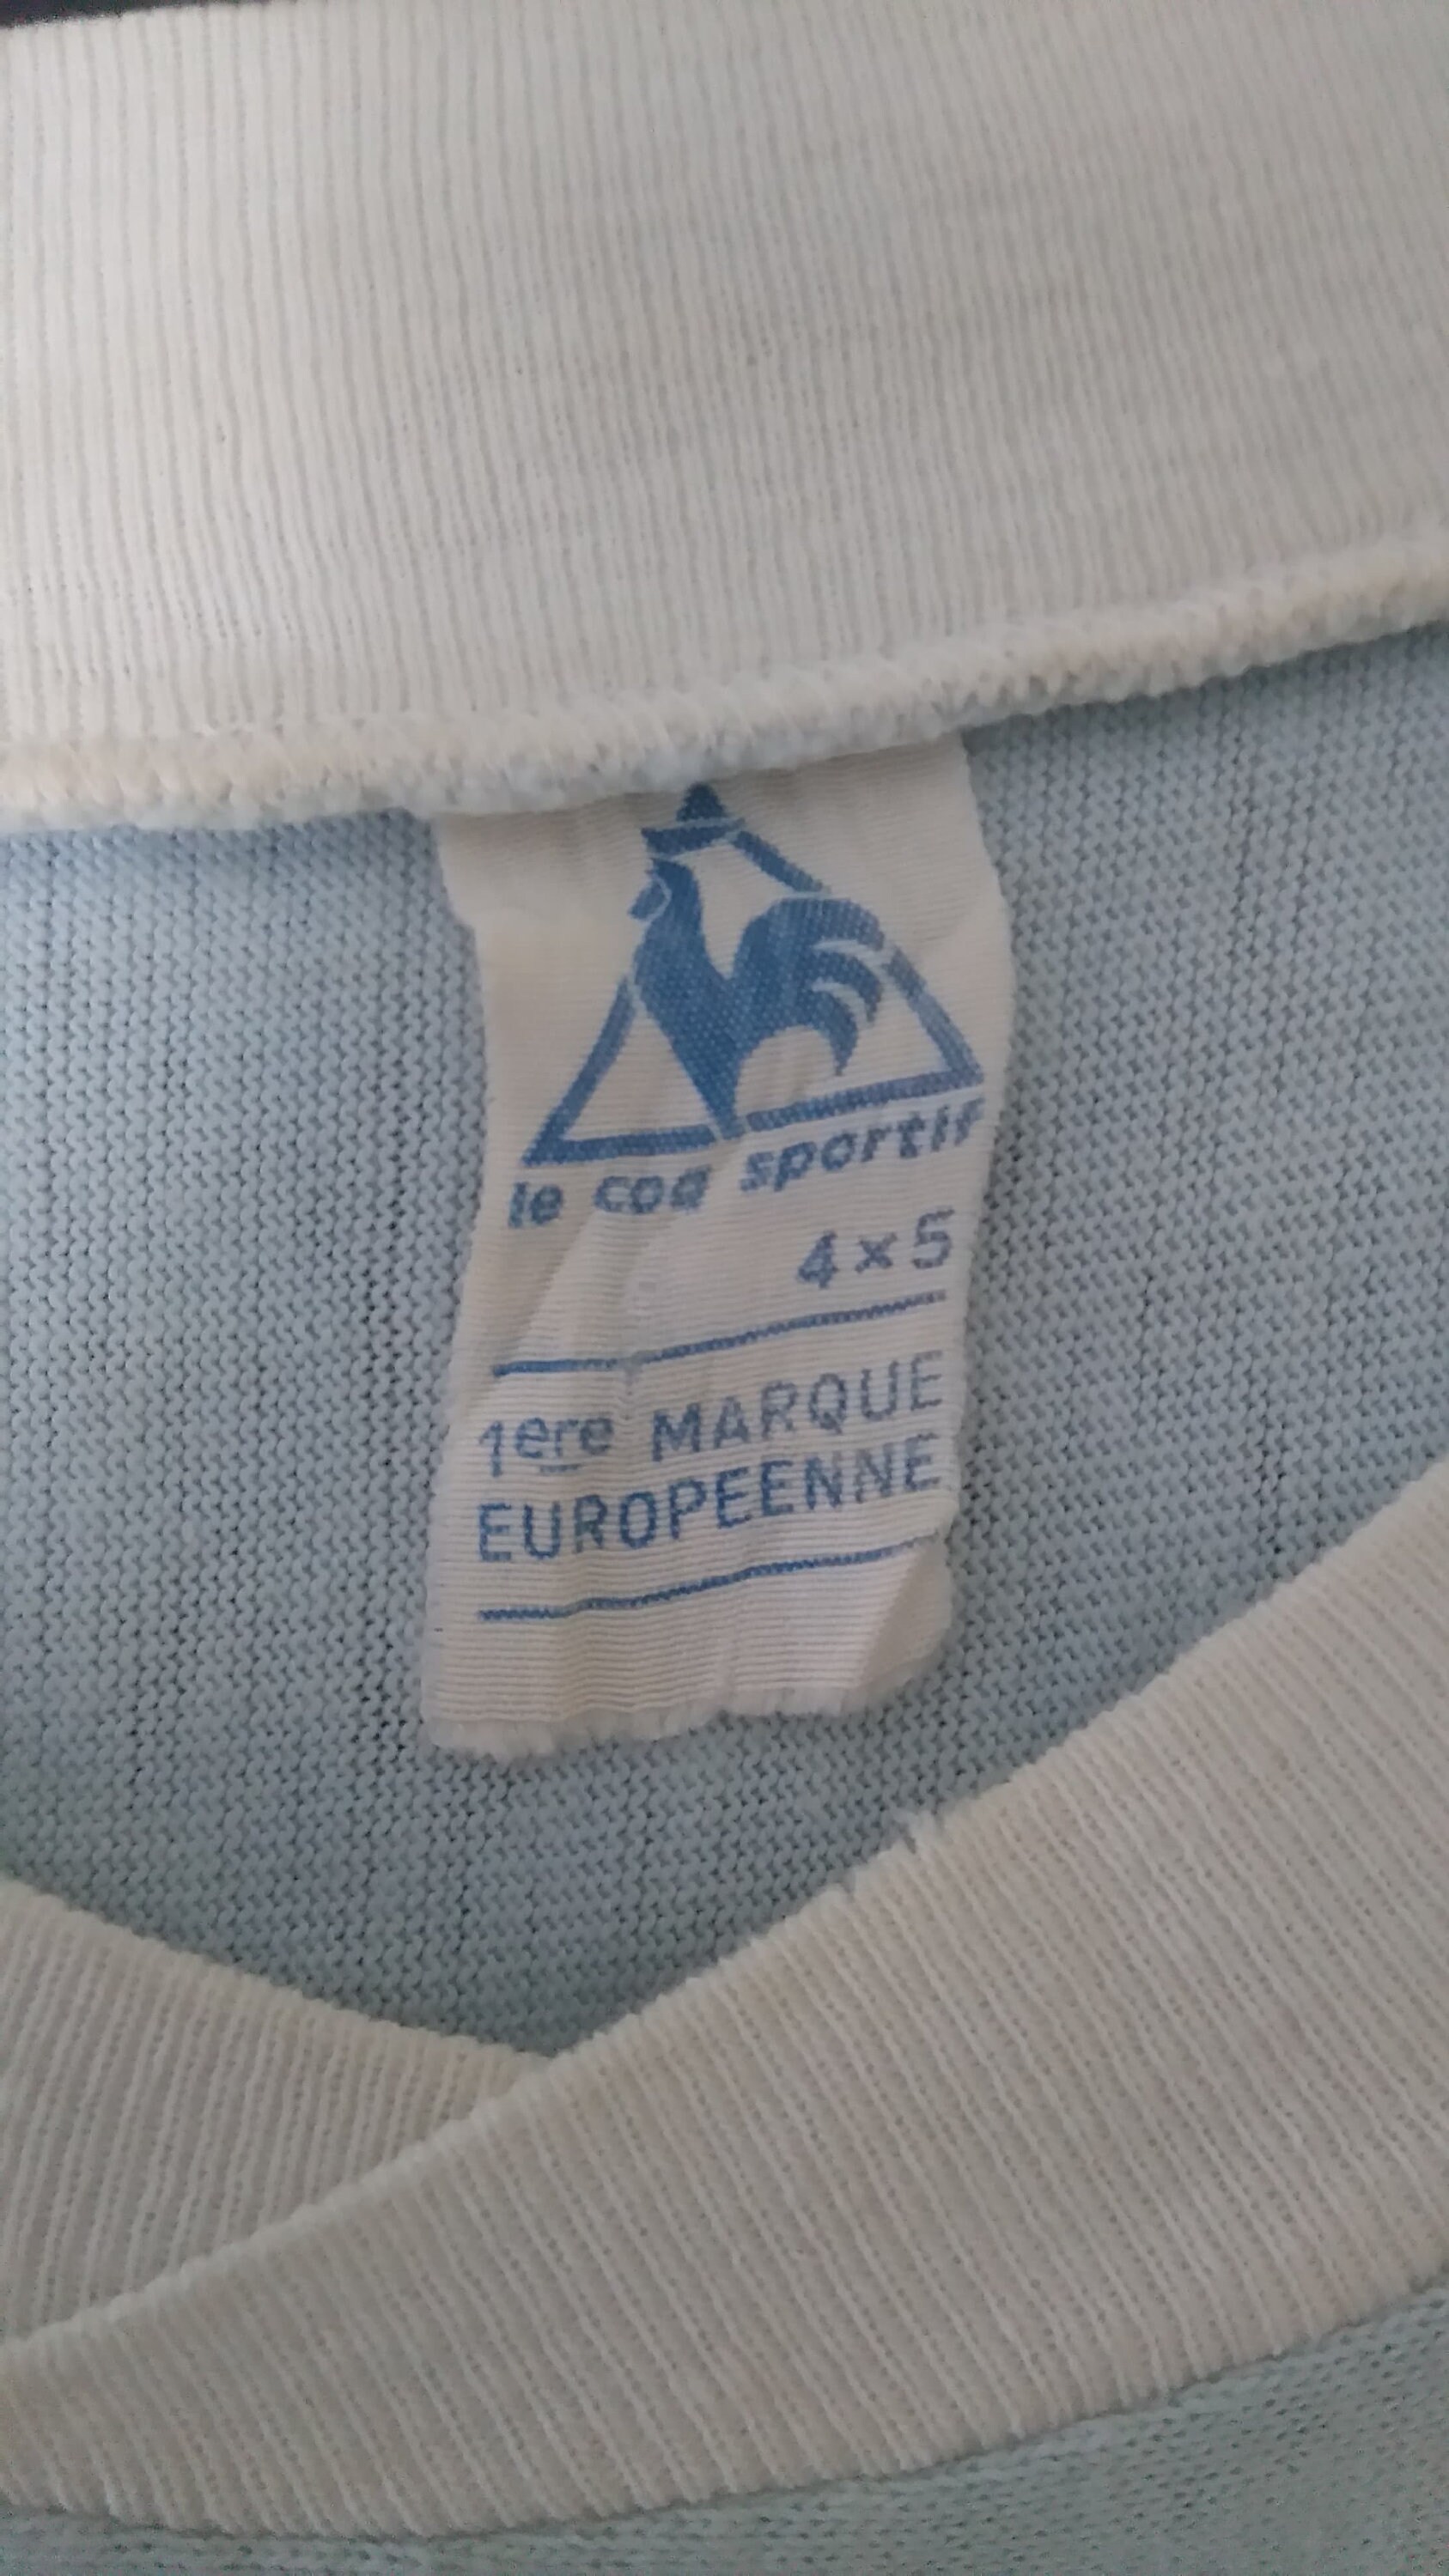 le coq sportif
4×5
1ere MARQUE
EUROPEENNE